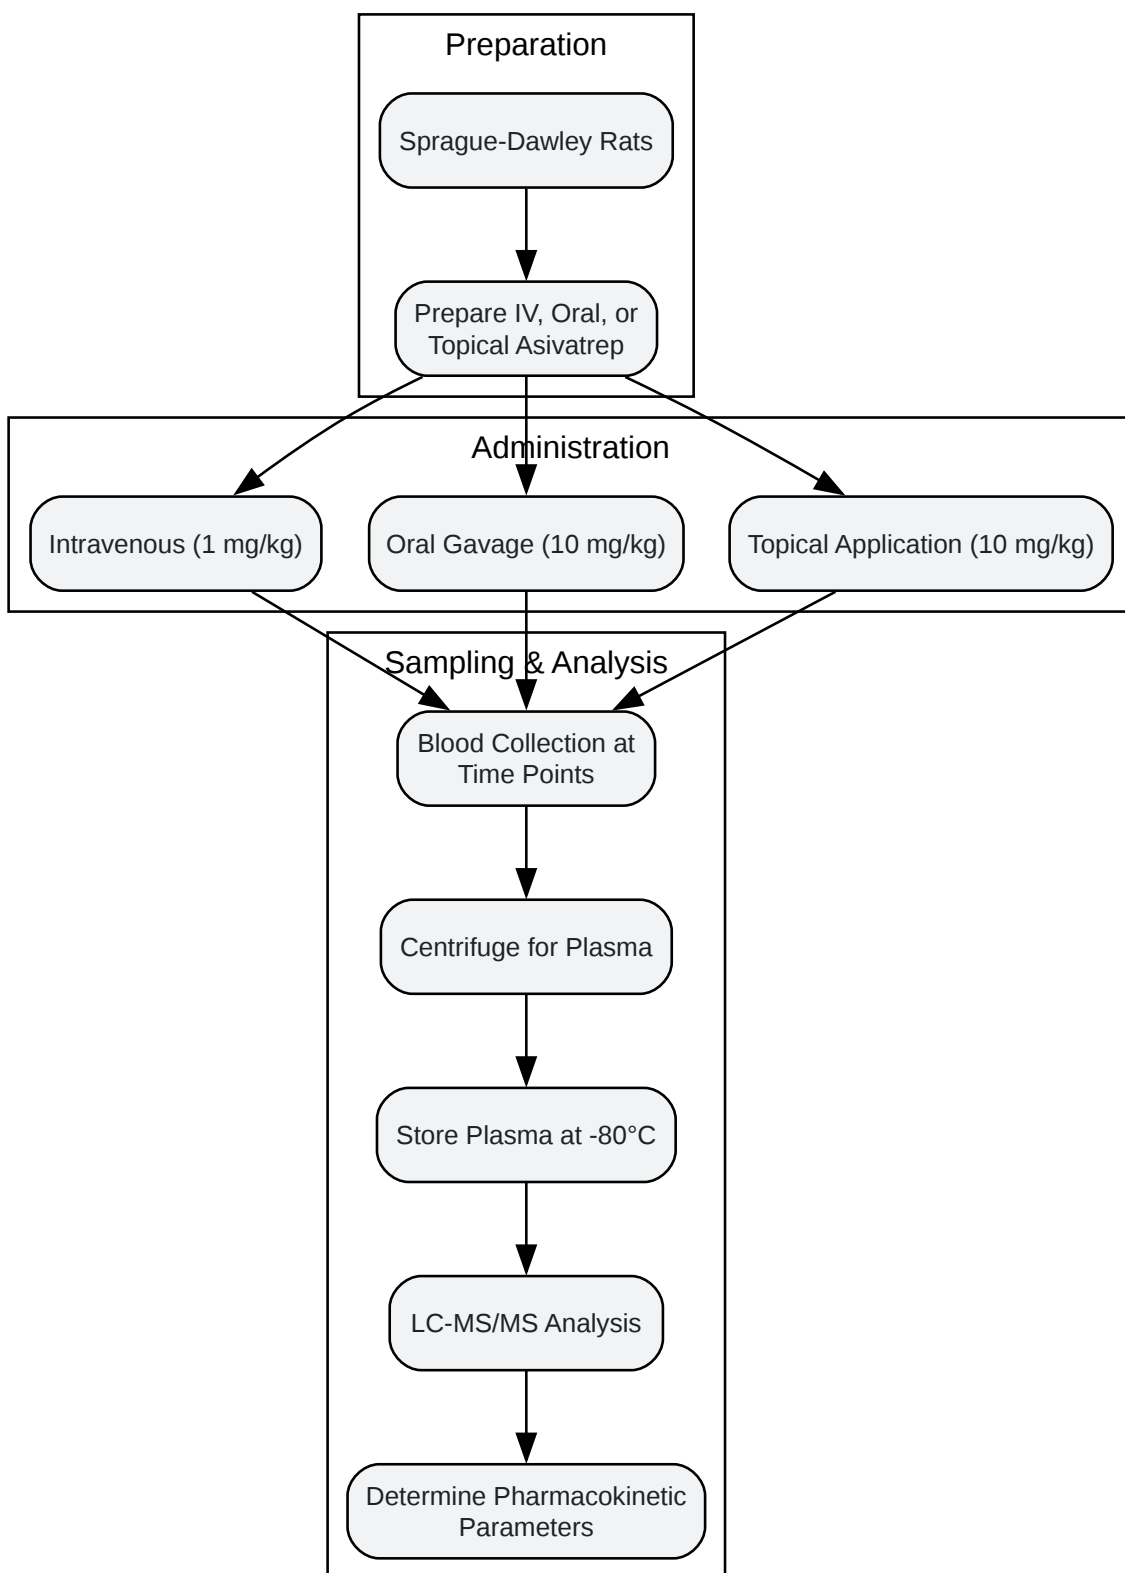 Preparation
Sprague-Dawley Rats
Prepare IV, Oral, or
Topical Asivatrep
Administration
Intravenous (1 mg/kg)
Oral Gavage (10 mg/kg)
Topical Application (10 mg/kg)
Sampling & Analysis
Blood Collection at
Time Points
Centrifuge for Plasma
Store Plasma at -80°C
LC-MS/MS Analysis
Determine Pharmacokinetic
Parameters